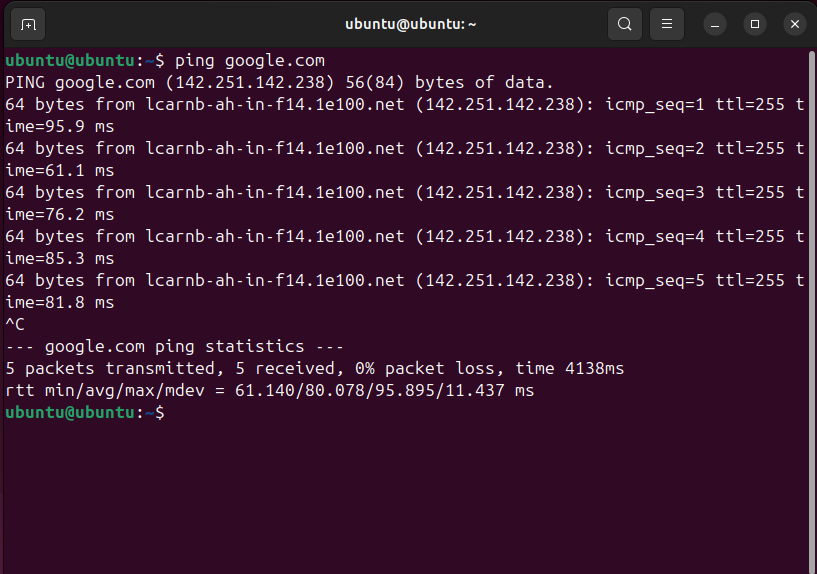 ubuntu@ubuntu: ~
ubuntu@ubuntu:~$ ping google.com
PING google.com (142.251.142.238) 56(84) bytes of data.
64 bytes from lcarnb-ah-in-f14.1e100.net (142.251.142.238): icmp_seq=1 ttl=255 t
ime=95.9 ms
64 bytes from lcarnb-ah-in-f14.1e100.net (142.251.142.238): icmp_seq=2 ttl=255 t
ime=61.1 ms
64 bytes from lcarnb-ah-in-f14.1e100.net (142.251.142.238): icmp_seq=3 ttl=255 t
ime=76.2 ms
64 bytes from lcarnb-ah-in-f14.1e100.net (142.251.142.238): icmp_seq=4 ttl=255 t
ime=85.3 ms
64 bytes from lcarnb-ah-in-f14.1e100.net (142.251.142.238): icmp_seq=5 ttl=255 t
ime=81.8 ms
^C
--- google.com ping statistics ---
5 packets transmitted, 5 received, 0% packet loss, time 4138ms
rtt min/avg/max/mdev = 61.140/80.078/95.895/11.437 ms
ubuntu@ubuntu:~$